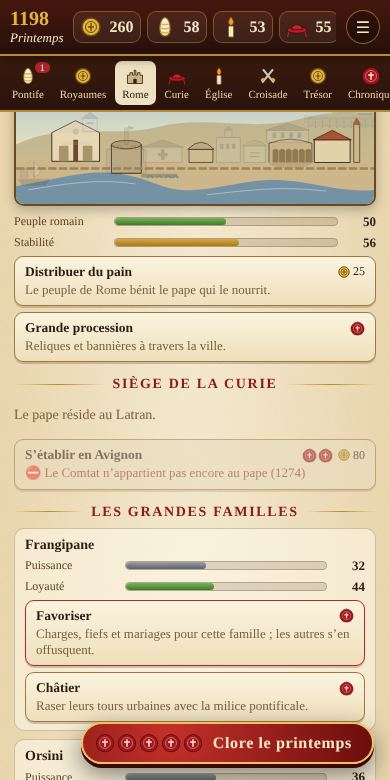 1198
Printemps
260
58
53
55
1
Pontife
Royaumes
Rome
Curie
Église
Croisade
Trésor
Chronique
Peuple romain 50
Stabilité 56
Distribuer du pain 25
Le peuple de Rome bénit le pape qui le nourrit.
Grande procession
Reliques et bannières à travers la ville.
SIÈGE DE LA CURIE
Le pape réside au Latran.
S’établir en Avignon 80
Le Comtat n’appartient pas encore au pape (1274)
LES GRANDES FAMILLES
Frangipane
Puissance 32
Loyauté 44
Favoriser
Charges, fiefs et mariages pour cette famille ; les autres s’en
offusquent.
Châtier
Raser leurs tours urbaines avec la milice pontificale.
Clore le printemps
Orsini
Puissance 36